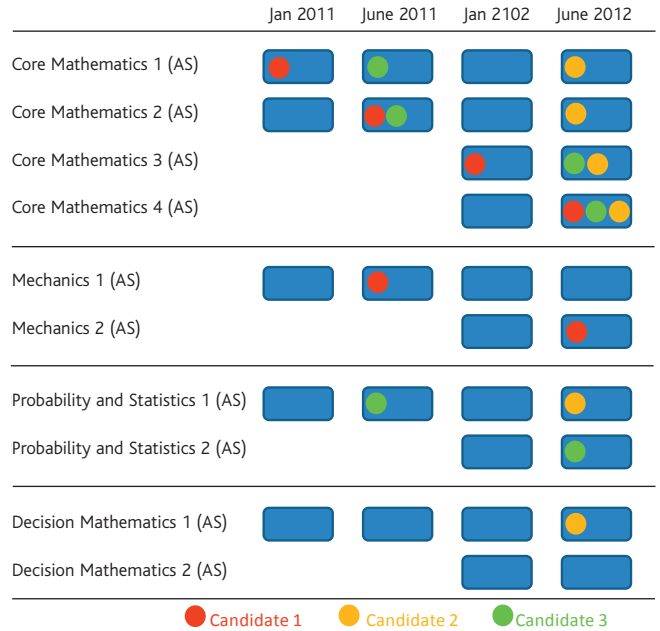 Jan 2011 June 2011 Jan 2102 June 2012
Core Mathematics 1 (AS)
Core Mathematics 2 (AS)
Core Mathematics 3 (AS)
Core Mathematics 4 (AS)
Mechanics 1 (AS)
Mechanics 2 (AS)
Probability and Statistics 1 (AS)
Probability and Statistics 2 (AS)
Decision Mathematics 1 (AS)
Decision Mathematics 2 (AS)
Candidate 1 Candidate 2 Candidate 3